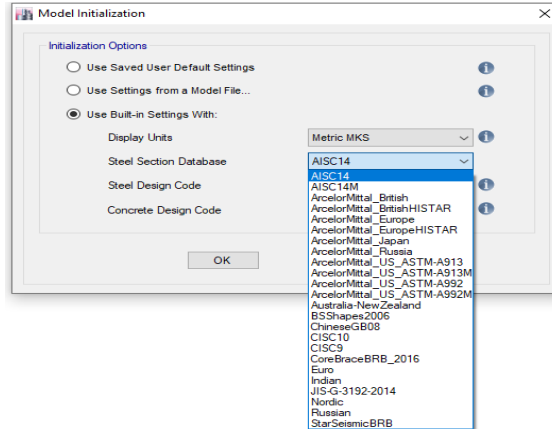 Model Initialization
Initialization Options
Use Saved User Default Settings
Use Settings from a Model File...
Use Built-in Settings With:
Display Units
Metric MKS
Steel Section Database
AISC14
AISC14
AISC14M
ArcelorMittal_British
ArcelorMittal_BritishHISTAR
ArcelorMittal_Europe
ArcelorMittal_EuropeHISTAR
ArcelorMittal_Japan
ArcelorMittal_Russia
ArcelorMittal_US_ASTM-A913
ArcelorMittal_US_ASTM-A913M
ArcelorMittal_US_ASTM-A992
ArcelorMittal_US_ASTM-A992M
Australia-NewZealand
BSShapes2006
ChineseGB08
CISC10
CISC9
CoreBraceBRB_2016
Euro
Indian
JIS-G-3192-2014
Nordic
Russian
StarSeismicBRB
Steel Design Code
Concrete Design Code
OK